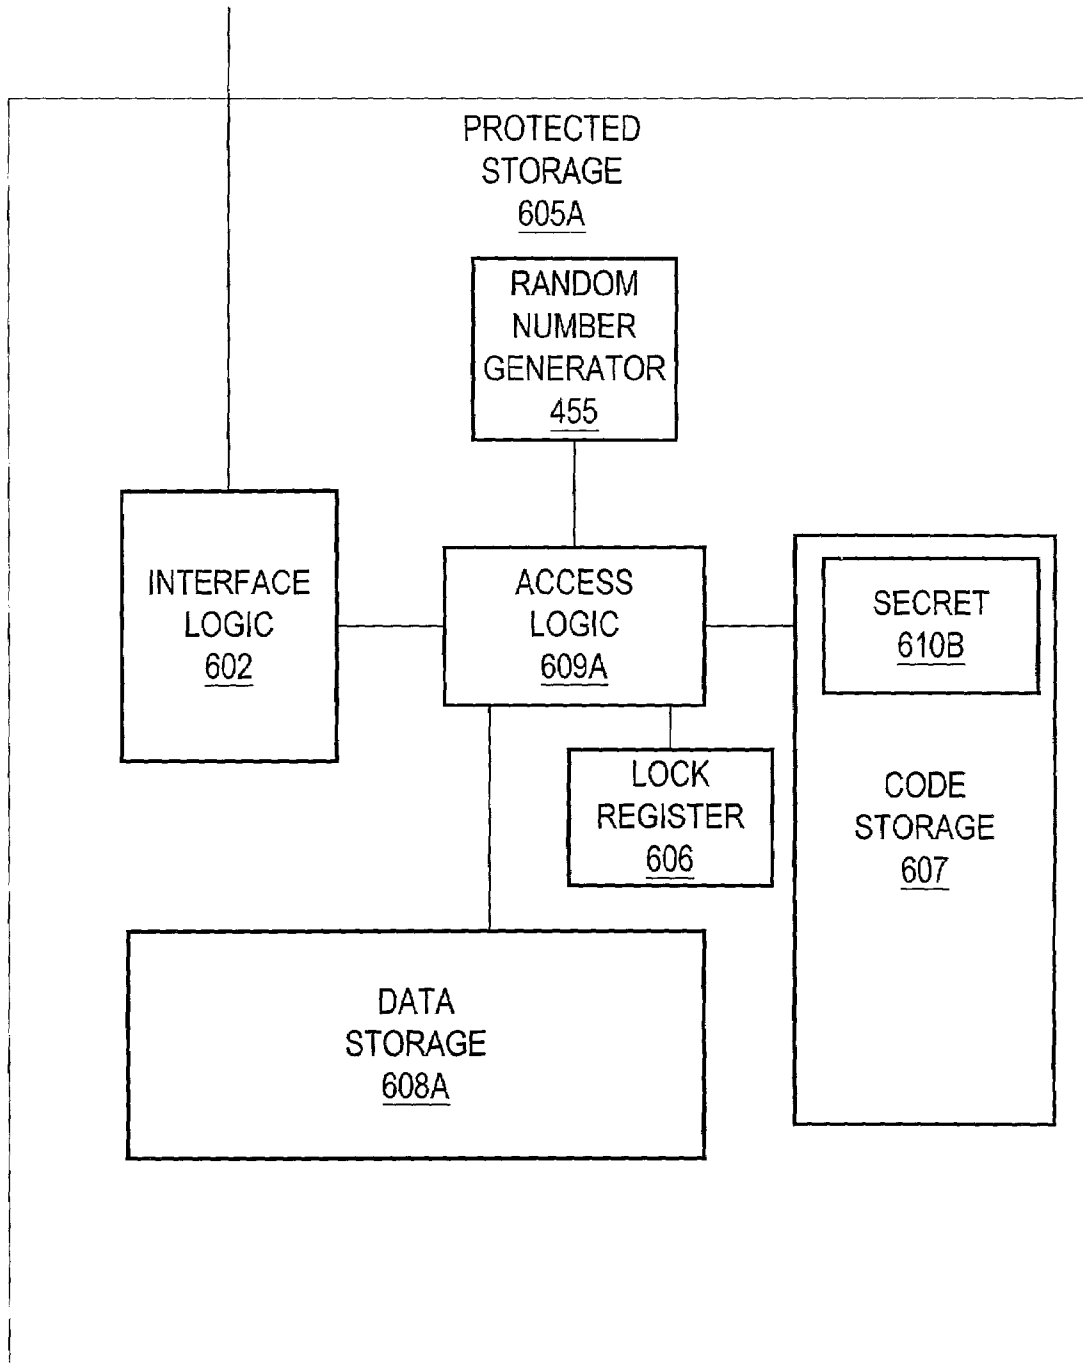 PROTECTED
STORAGE
605A
RANDOM
NUMBER
GENERATOR
455
INTERFACE
LOGIC
602
ACCESS
LOGIC
609A
SECRET
610B
LOCK
REGISTER
606
CODE
STORAGE
607
DATA
STORAGE
608A